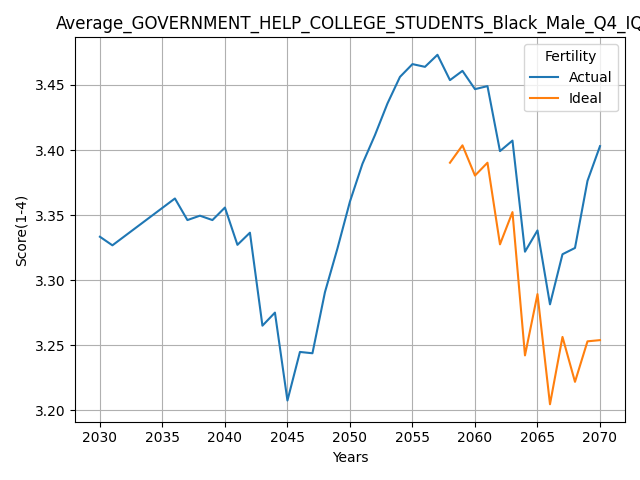 Average_GOVERNMENT_HELP_COLLEGE_STUDENTS_Black_Male_Q4_IQ
Fertility
Actual
Ideal
Score(1-4)
3.45
3.40
3.35
3.30
3.25
3.20
2030 2035 2040 2045 2050 2055 2060 2065 2070
Years